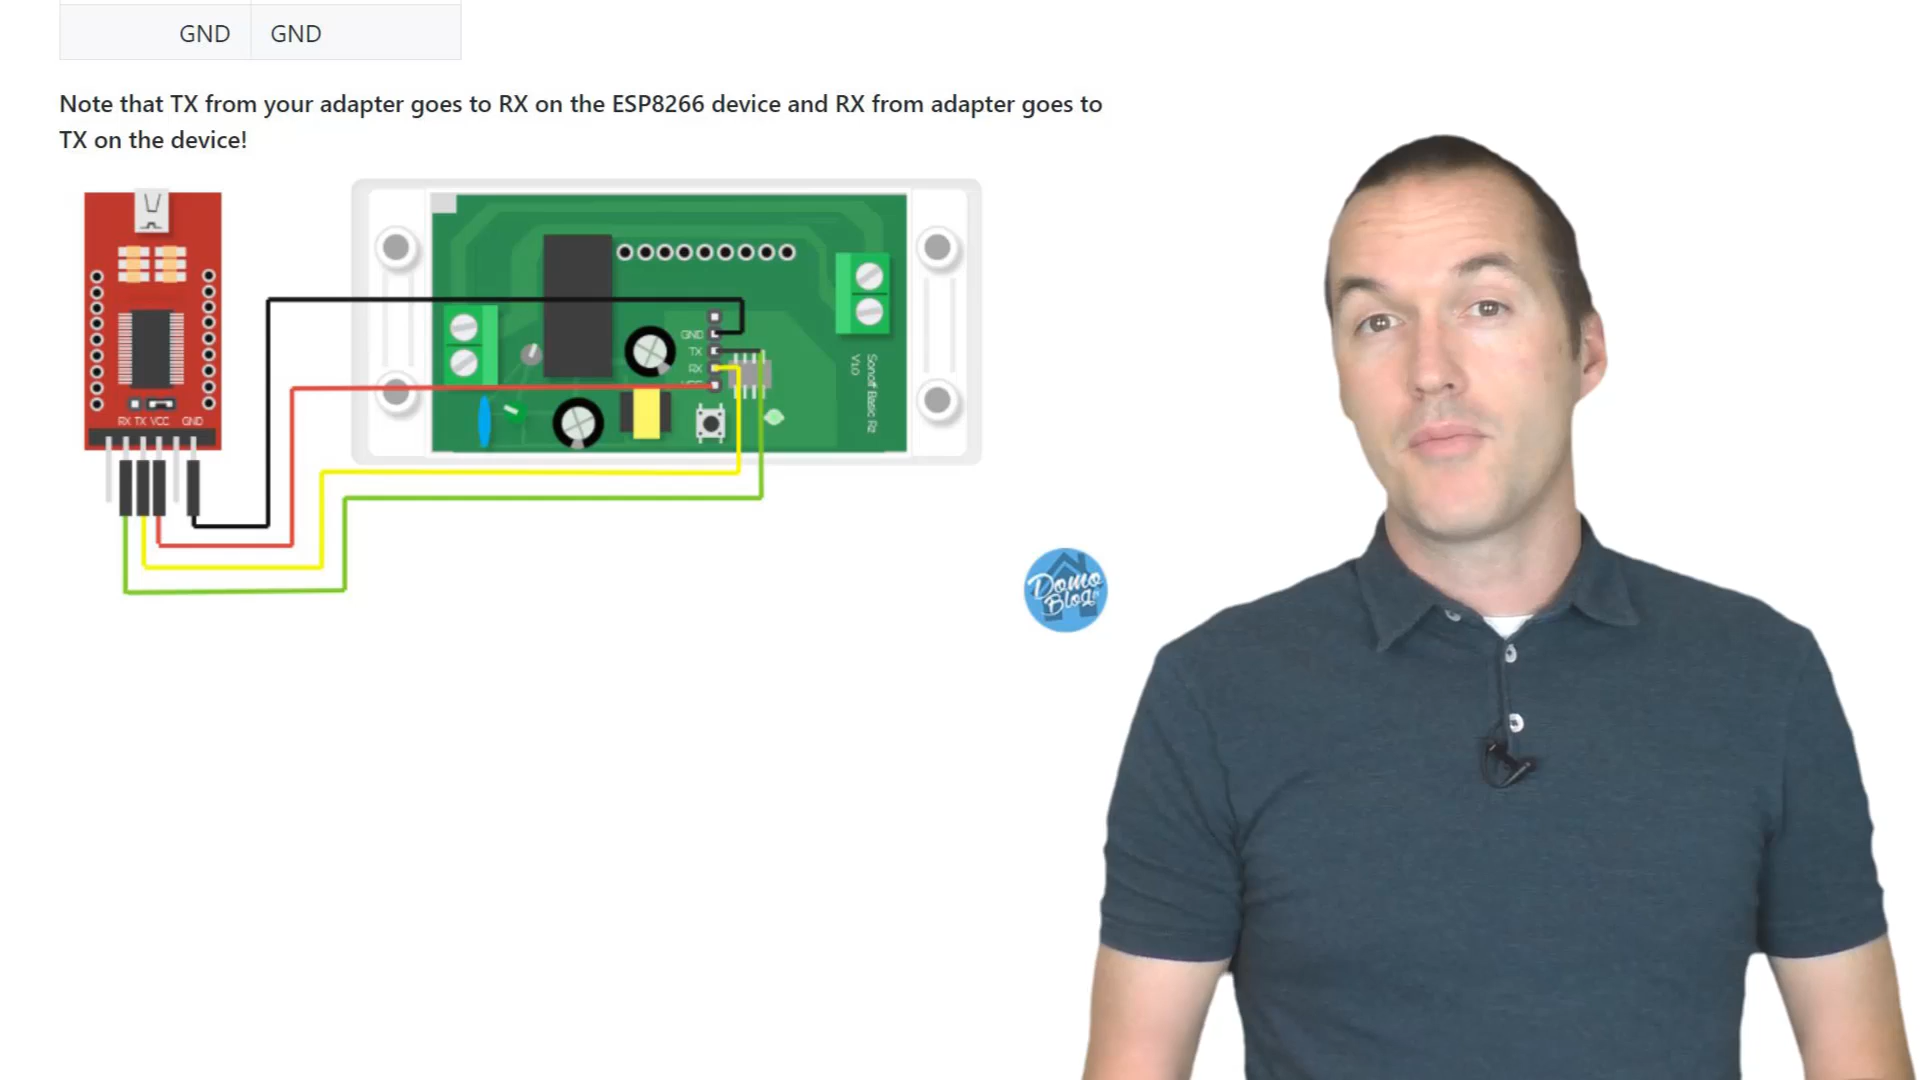 GND GND
Note that TX from your adapter goes to RX on the ESP8266 device and RX from adapter goes to
TX on the device!
GND
TX
RX
VCC
Sonoff Basic R2
V1.0
RX TX VCC GND
Domo
Blog